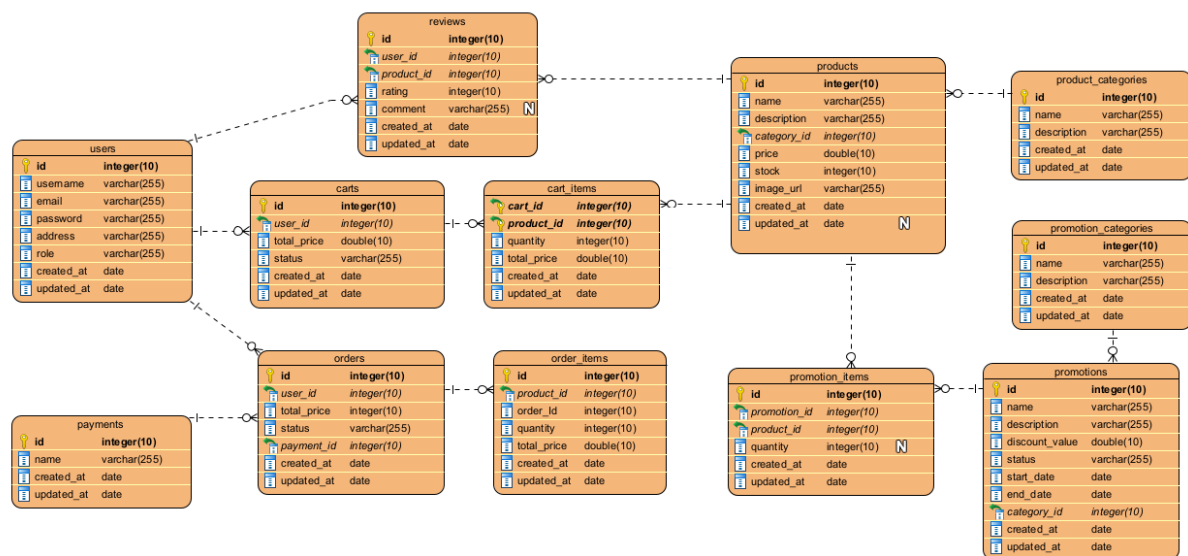 reviews
id integer(10)
user_id integer(10)
product_id integer(10)
rating integer(10)
comment varchar(255) N
created_at date
updated_at date
products
id integer(10)
name varchar(255)
description varchar(255)
category_id integer(10)
price double(10)
stock integer(10)
image_url varchar(255)
created_at date
updated_at date N
product_categories
id integer(10)
name varchar(255)
description varchar(255)
created_at date
updated_at date
users
id integer(10)
username varchar(255)
email varchar(255)
password varchar(255)
address varchar(255)
role varchar(255)
created_at date
updated_at date
carts
id integer(10)
user_id integer(10)
total_price double(10)
status varchar(255)
created_at date
updated_at date
cart_items
cart_id integer(10)
product_id integer(10)
quantity integer(10)
total_price double(10)
created_at date
updated_at date
promotion_categories
id integer(10)
name varchar(255)
description varchar(255)
created_at date
updated_at date
orders
id integer(10)
user_id integer(10)
total_price integer(10)
status varchar(255)
payment_id integer(10)
created_at date
updated_at date
order_items
id integer(10)
product_id integer(10)
order_Id integer(10)
quantity integer(10)
total_price double(10)
created_at date
updated_at date
promotion_items
id integer(10)
promotion_id integer(10)
product_id integer(10)
quantity integer(10) N
created_at date
updated_at date
promotions
id integer(10)
name varchar(255)
description varchar(255)
discount_value double(10)
status varchar(255)
start_date date
end_date date
category_id integer(10)
created_at date
updated_at date
payments
id integer(10)
name varchar(255)
created_at date
updated_at date